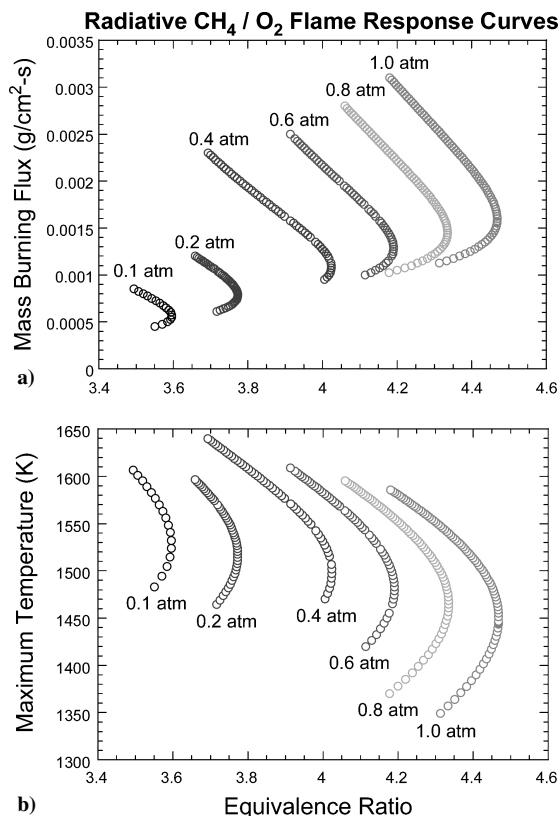 Radiative CH4 / O2 Flame Response Curves
a)
Mass Burning Flux (g/cm2-s)
0.0035
0.003
0.0025
0.002
0.0015
0.001
0.0005
0
1.0 atm
0.8 atm
0.6 atm
0.4 atm
0.2 atm
0.1 atm
3.4 3.6 3.8 4 4.2 4.4 4.6
b)
Maximum Temperature (K)
1650
1600
1550
1500
1450
1400
1350
1300
0.1 atm
0.2 atm
0.4 atm
0.6 atm
0.8 atm
1.0 atm
3.4 3.6 3.8 4 4.2 4.4 4.6
Equivalence Ratio